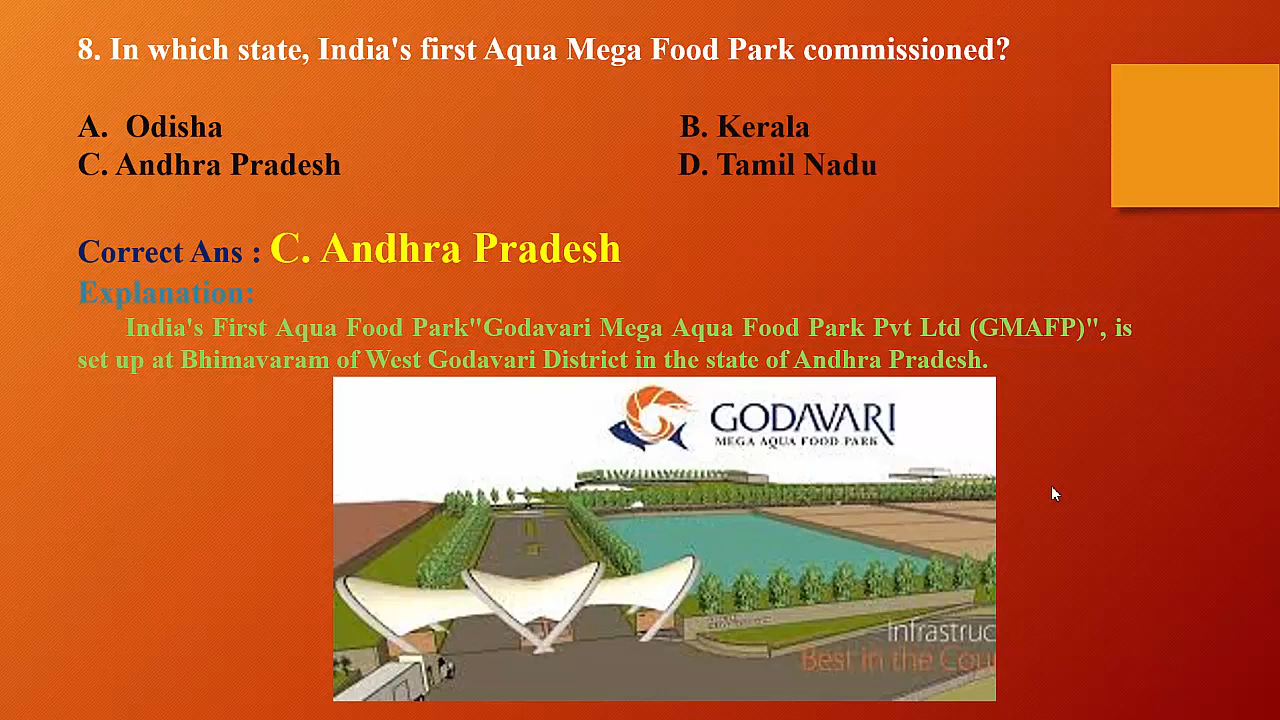 8. In which state, India's first Aqua Mega Food Park commissioned?
A. Odisha B. Kerala
C. Andhra Pradesh D. Tamil Nadu
Correct Ans : C. Andhra Pradesh
Explanation:
India's First Aqua Food Park"Godavari Mega Aqua Food Park Pvt Ltd (GMAFP)", is
set up at Bhimavaram of West Godavari District in the state of Andhra Pradesh.
GODAVARI
MEGA AQUA FOOD PARK
Infrastruc
Best in the Cou